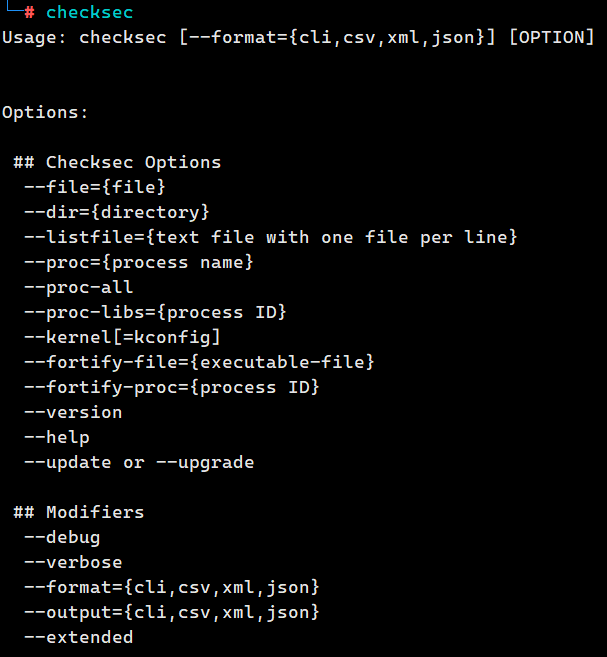 # checksec
Usage: checksec [--format={cli,csv,xml,json}] [OPTION]
Options:
## Checksec Options
--file={file}
--dir={directory}
--listfile={text file with one file per line}
--proc={process name}
--proc-all
--proc-libs={process ID}
--kernel[=kconfig]
--fortify-file={executable-file}
--fortify-proc={process ID}
--version
--help
--update or --upgrade
## Modifiers
--debug
--verbose
--format={cli,csv,xml,json}
--output={cli,csv,xml,json}
--extended